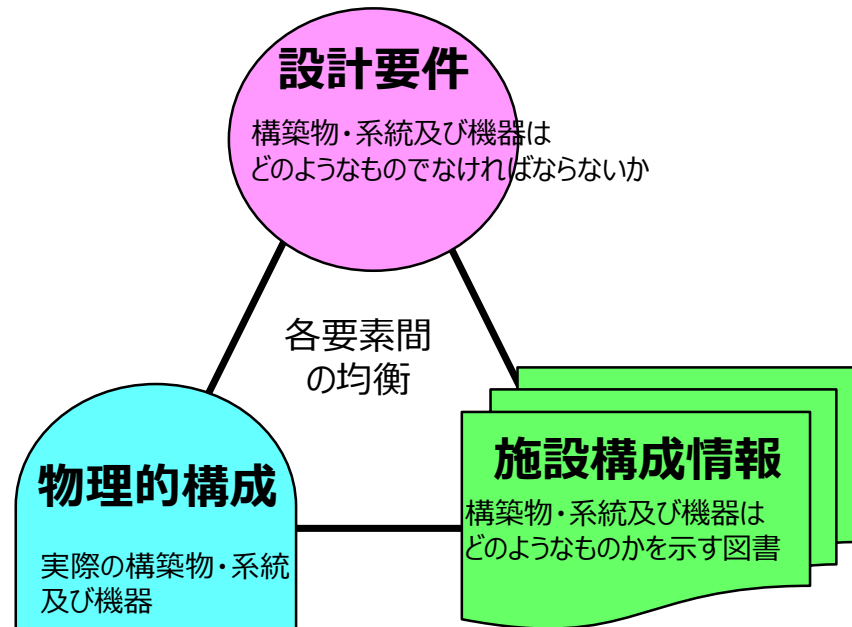 設計要件
構築物・系統及び機器は
どのようなものでなければならないか
各要素間
の均衡
物理的構成
実際の構築物・系統
及び機器
施設構成情報
構築物・系統及び機器は
どのようなものかを示す図書